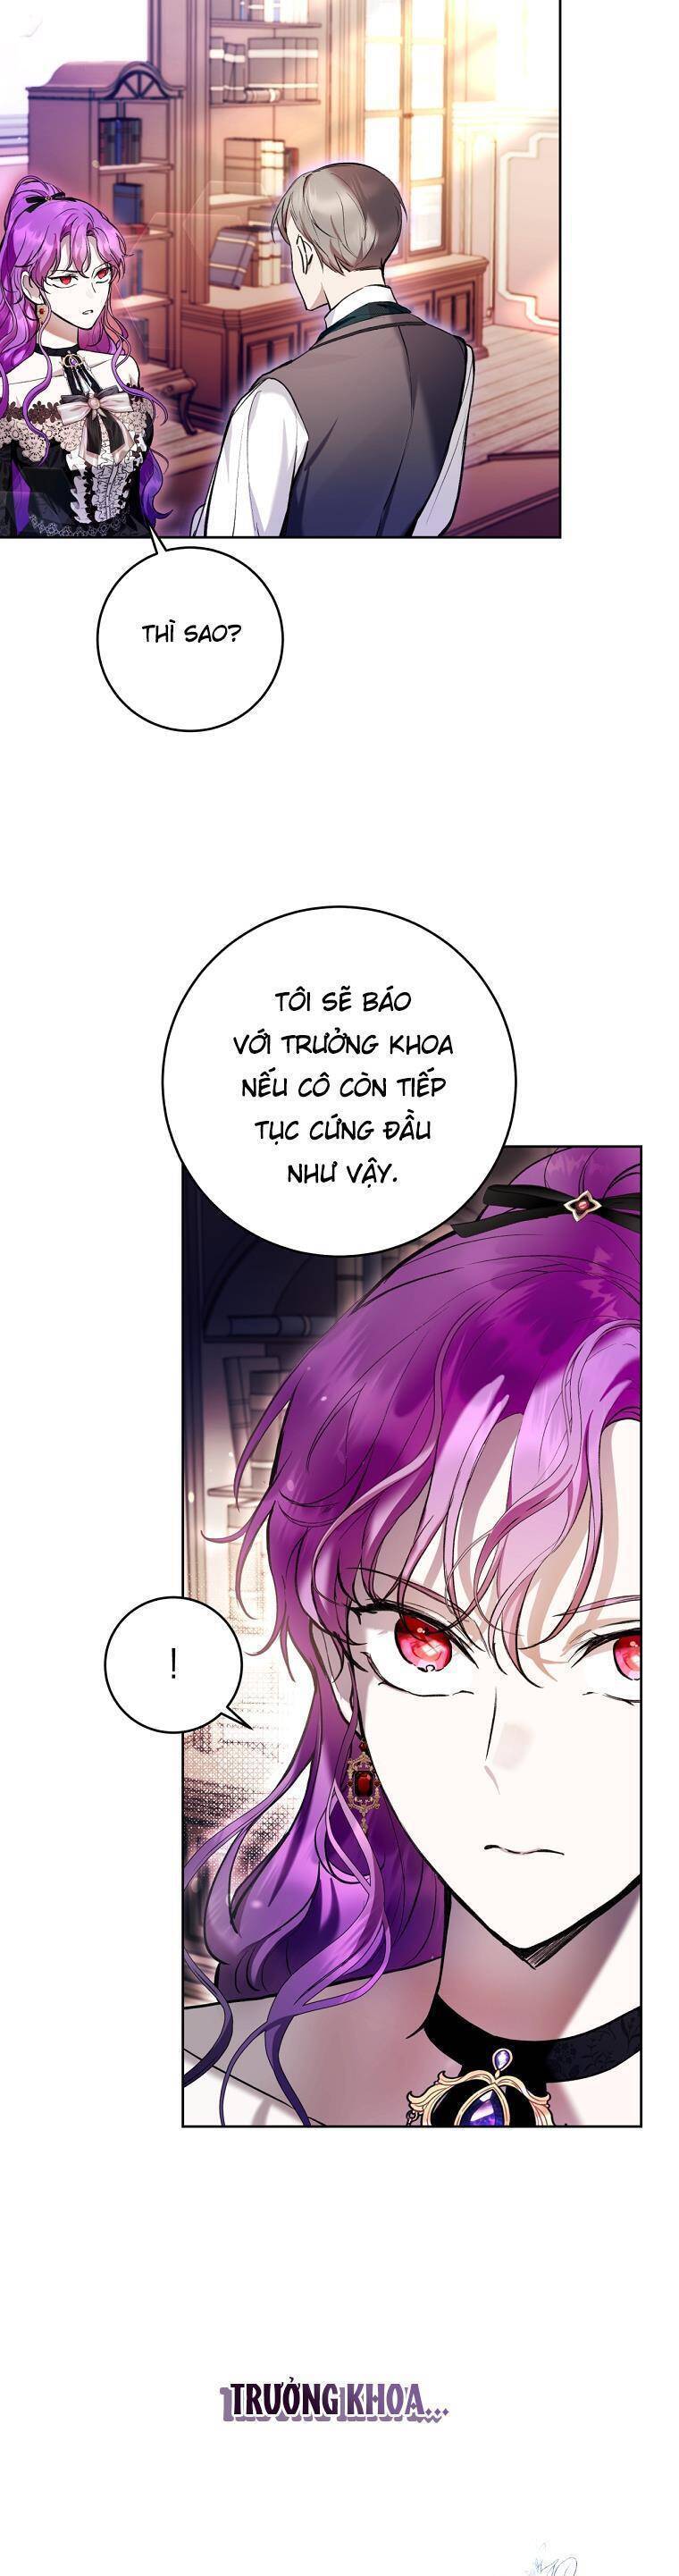 THÌ SAO?
TÔI SẼ BÁO
VỚI TRƯỞNG KHOA
NẾU CÔ CÒN TIẾP
TỤC CỨNG ĐẦU
NHƯ VẬY.
!
TRƯỞNG KHOA...